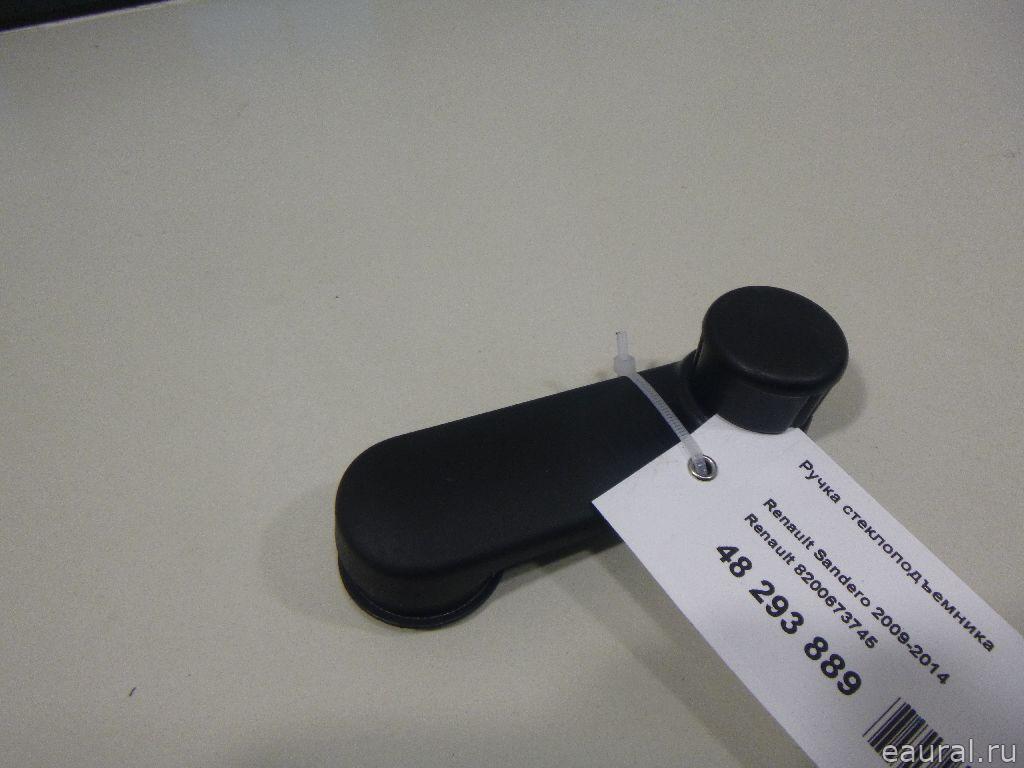 Ручка стеклоподъемника
Renault Sandero 2009-2014
Renault 8200673745
48 293 889
eaural.ru